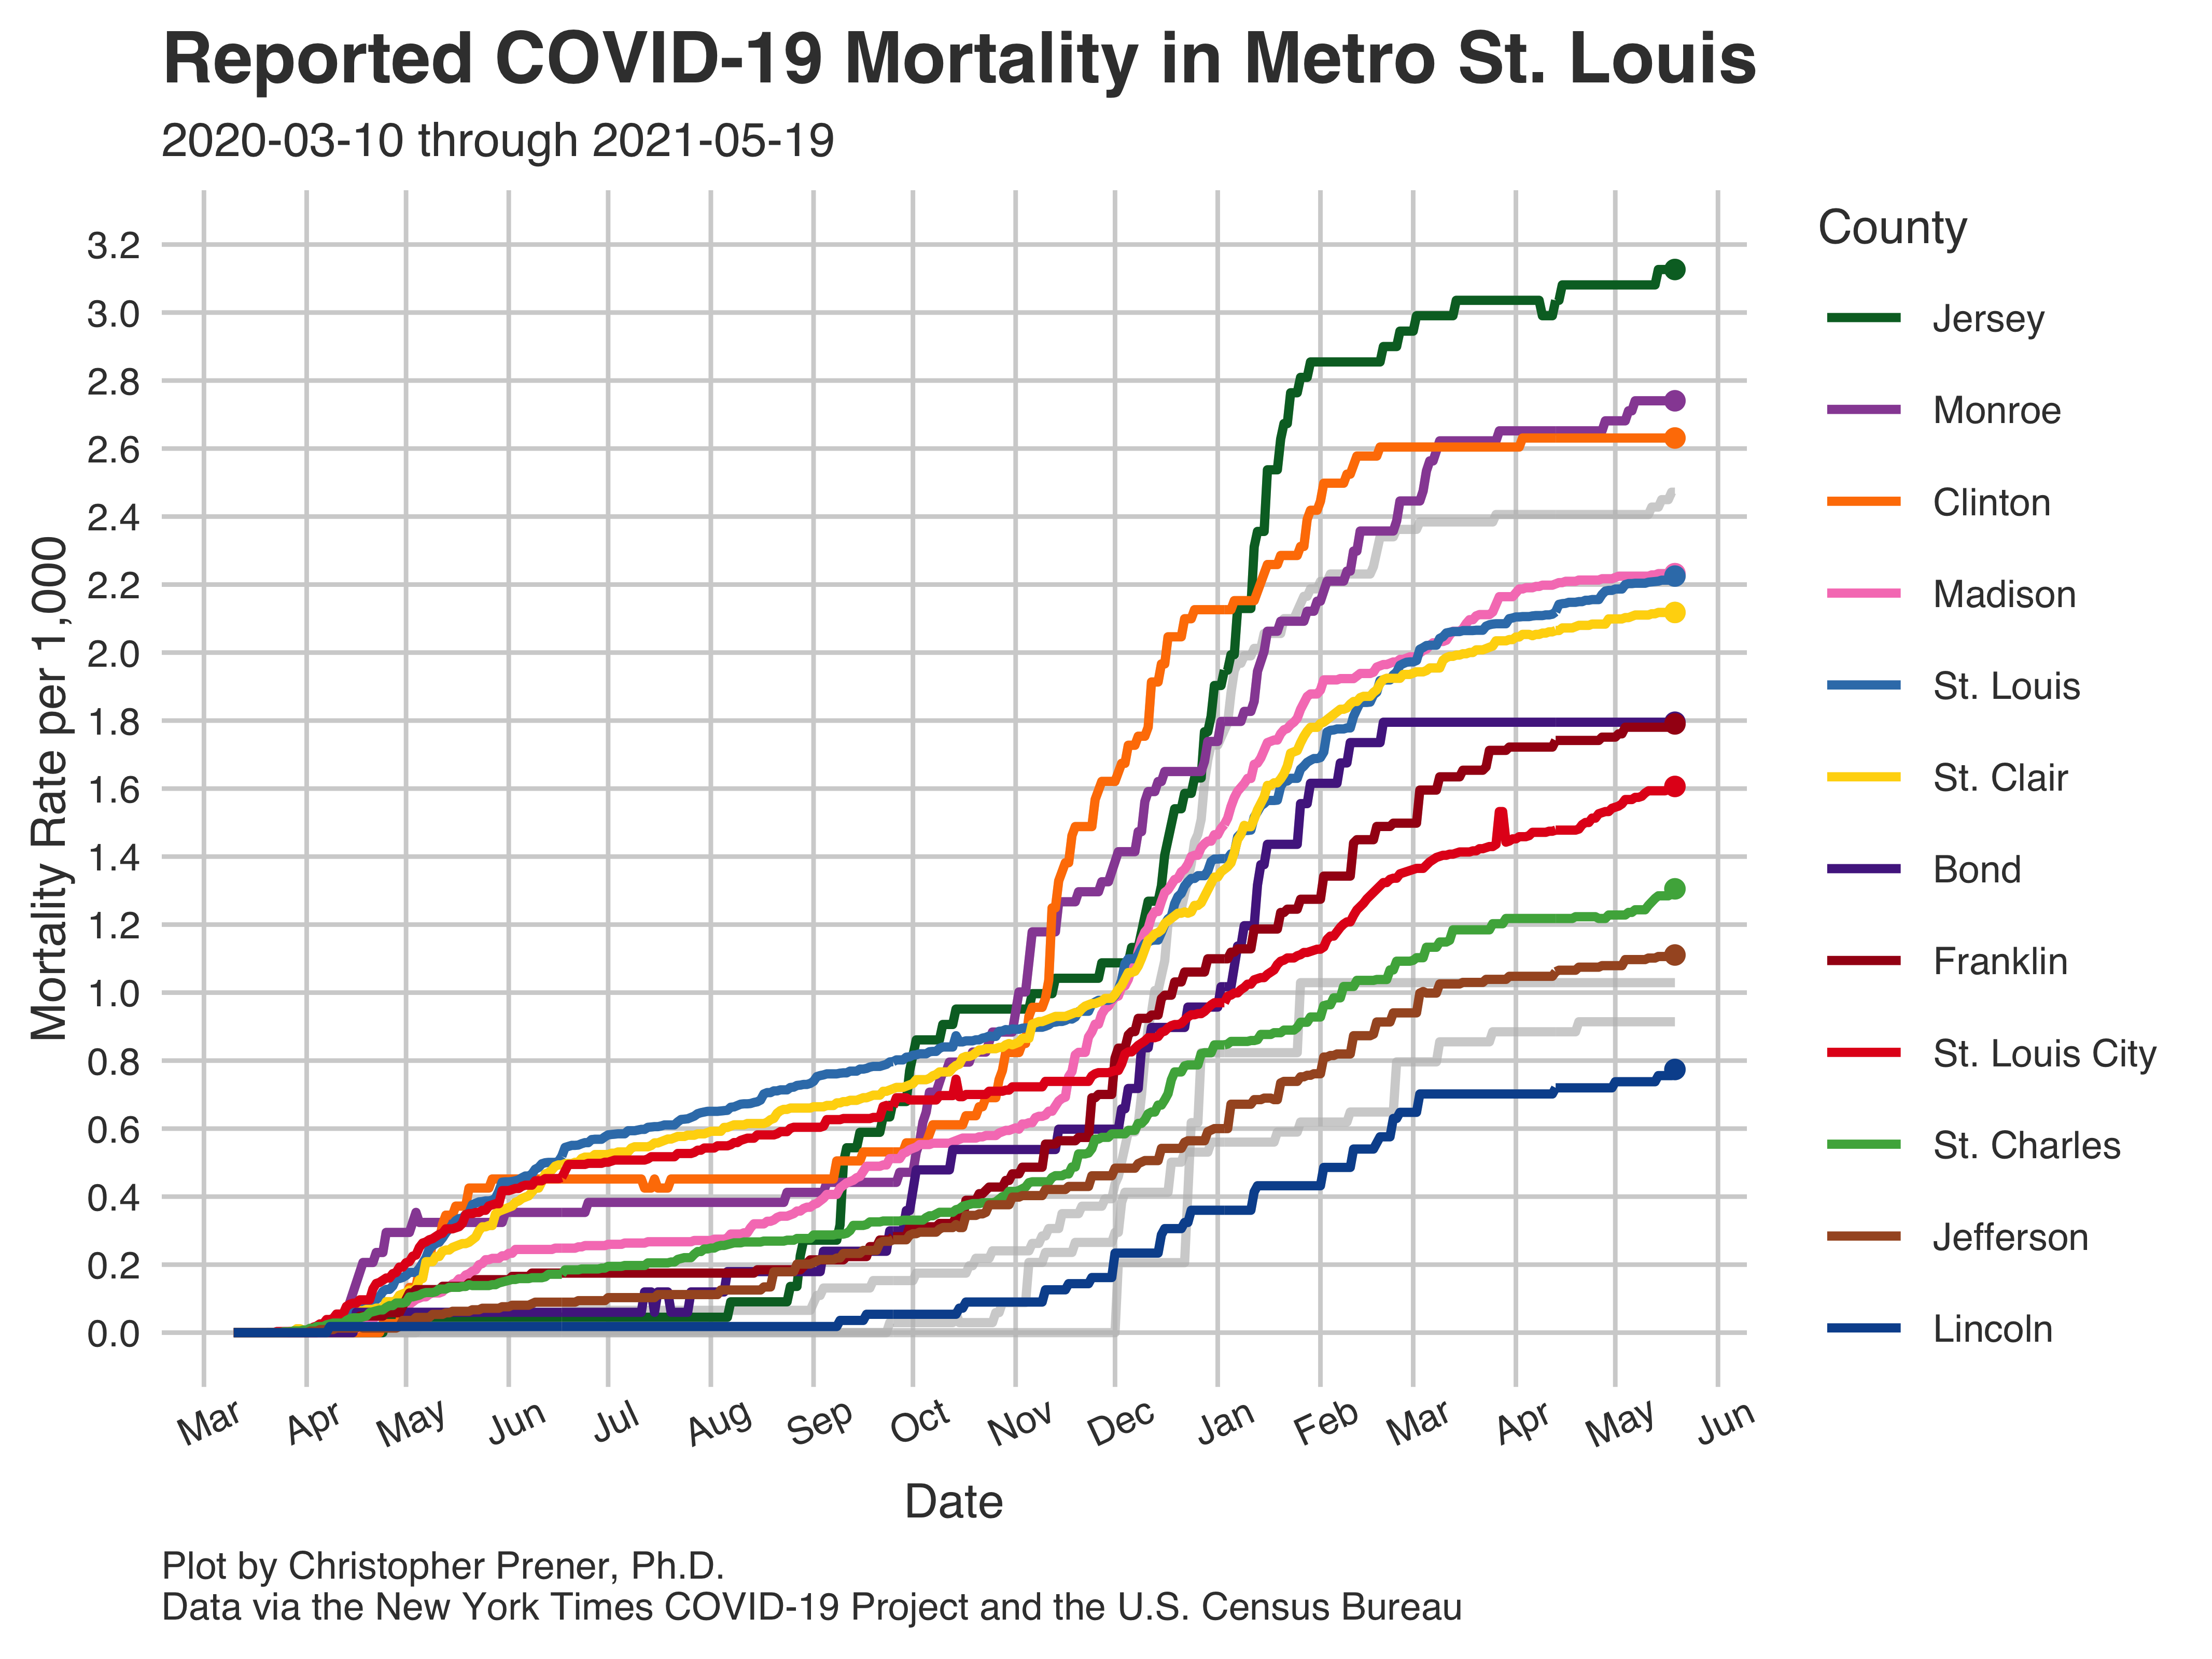 Reported COVID-19 Mortality in Metro St. Louis
2020-03-10 through 2021-05-19
Mortality Rate per 1,000
3.2
3.0
2.8
2.6
2.4
2.2
2.0
1.8
1.6
1.4
1.2
1.0
0.8
0.6
0.4
0.2
0.0
Mar Apr May Jun Jul Aug Sep Oct Nov Dec Jan Feb Mar Apr May Jun
Date
County
Jersey
Monroe
Clinton
Madison
St. Louis
St. Clair
Bond
Franklin
St. Louis City
St. Charles
Jefferson
Lincoln
Plot by Christopher Prener, Ph.D.
Data via the New York Times COVID-19 Project and the U.S. Census Bureau